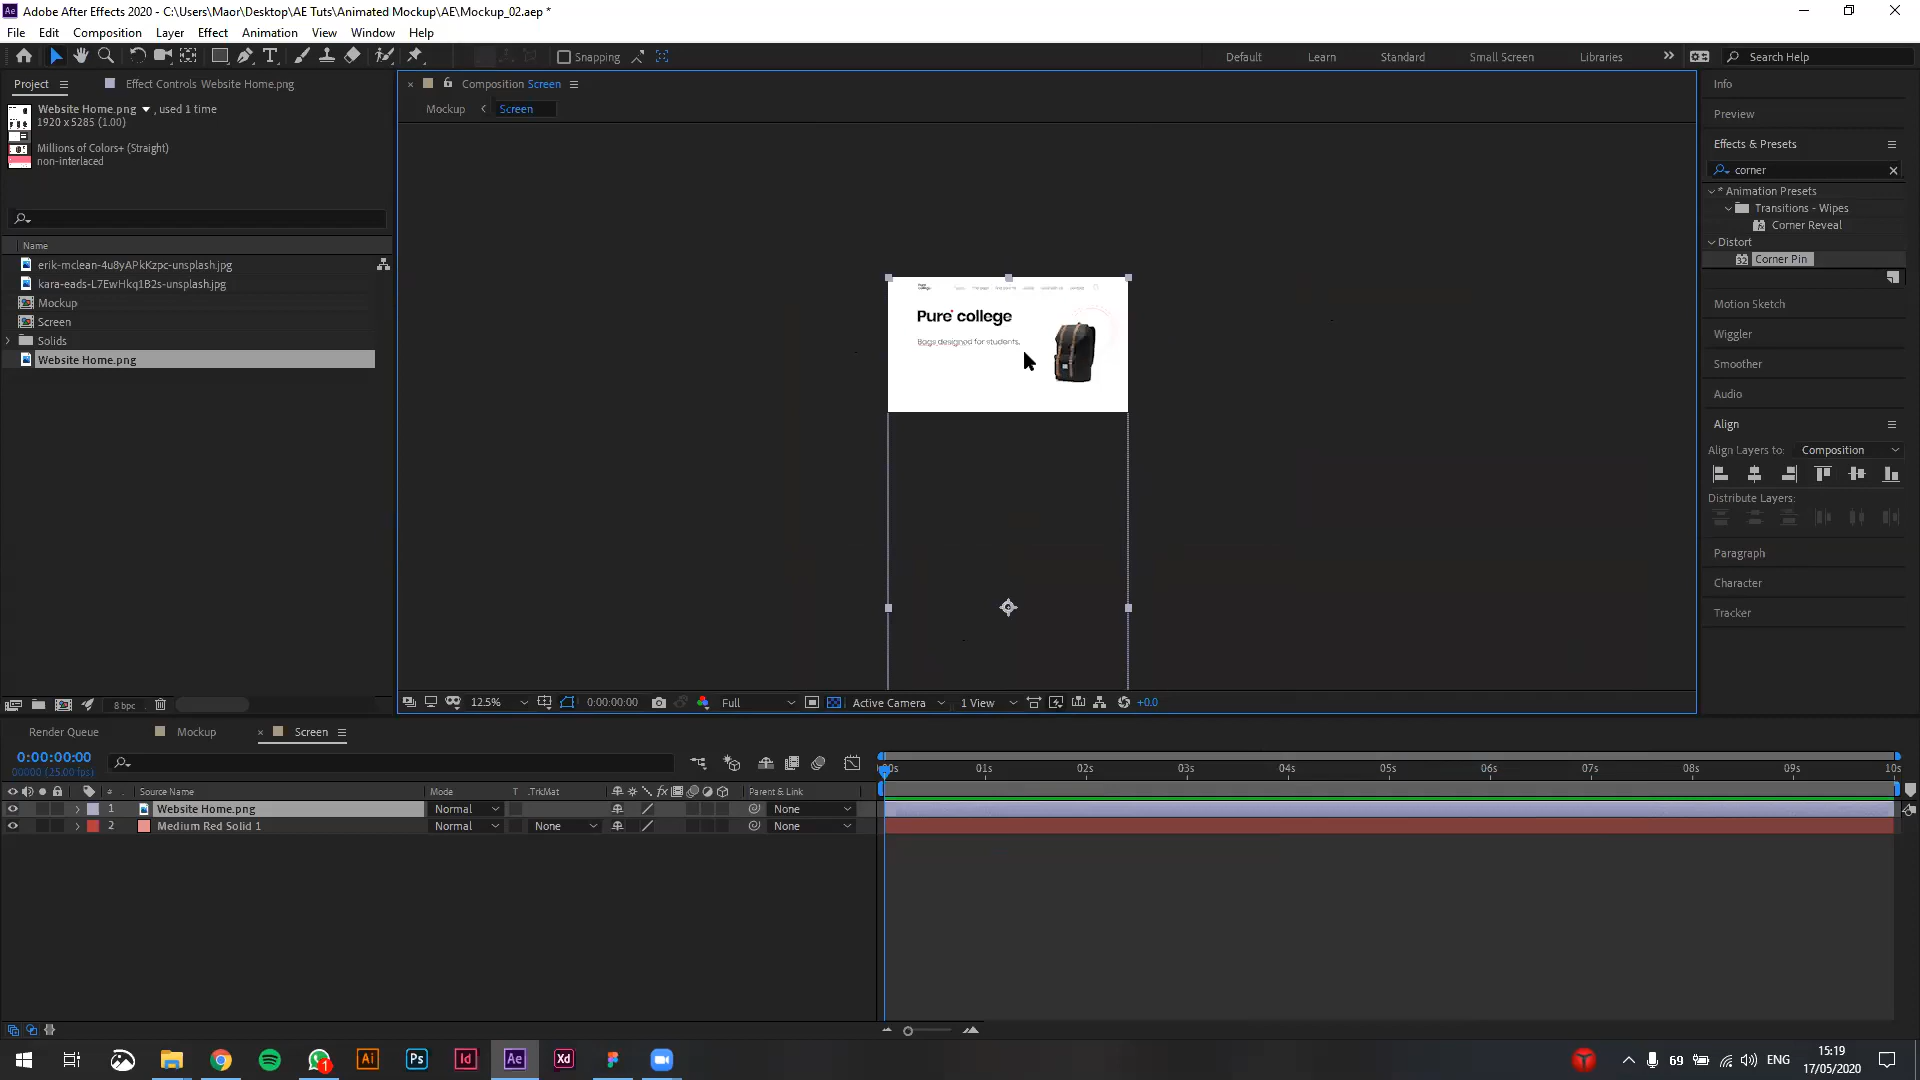 Adobe After Effects 2020 - C:\Users\Maor\Desktop\AE Tuts\Animated Mockup\AE\Mockup_02.aep *
File Edit Composition Layer Effect Animation View Window Help
Snapping
Default Learn Standard Small Screen Libraries Search Help
Project Effect Controls Website Home.png
Website Home.png , used 1 time
1920 x 5285 (1.00)
Millions of Colors+ (Straight)
non-interlaced
Name
erik-mclean-4u8yAPkKzpc-unsplash.jpg
kara-eads-L7EwHkq1B2s-unsplash.jpg
Mockup
Screen
Solids
Website Home.png
8 bpc
Composition Screen
Mockup Screen
Pure college
Bags designed for students.
12.5% 0:00:00:00 Full Active Camera 1 View +0.0
Info
Preview
Effects & Presets
corner
* Animation Presets
Transitions - Wipes
Corner Reveal
Distort
Corner Pin
Motion Sketch
Wiggler
Smoother
Audio
Align
Align Layers to: Composition
Distribute Layers:
Paragraph
Character
Tracker
Render Queue Mockup Screen
0:00:00:00
00000 (25.00 fps)
# Source Name Mode T .TrkMat Parent & Link
1 Website Home.png Normal None
2 Medium Red Solid 1 Normal None None
00s 01s 02s 03s 04s 05s 06s 07s 08s 09s 10s
Ai Ps Id Ae Xd
1
69 ENG
15:19
17/05/2020